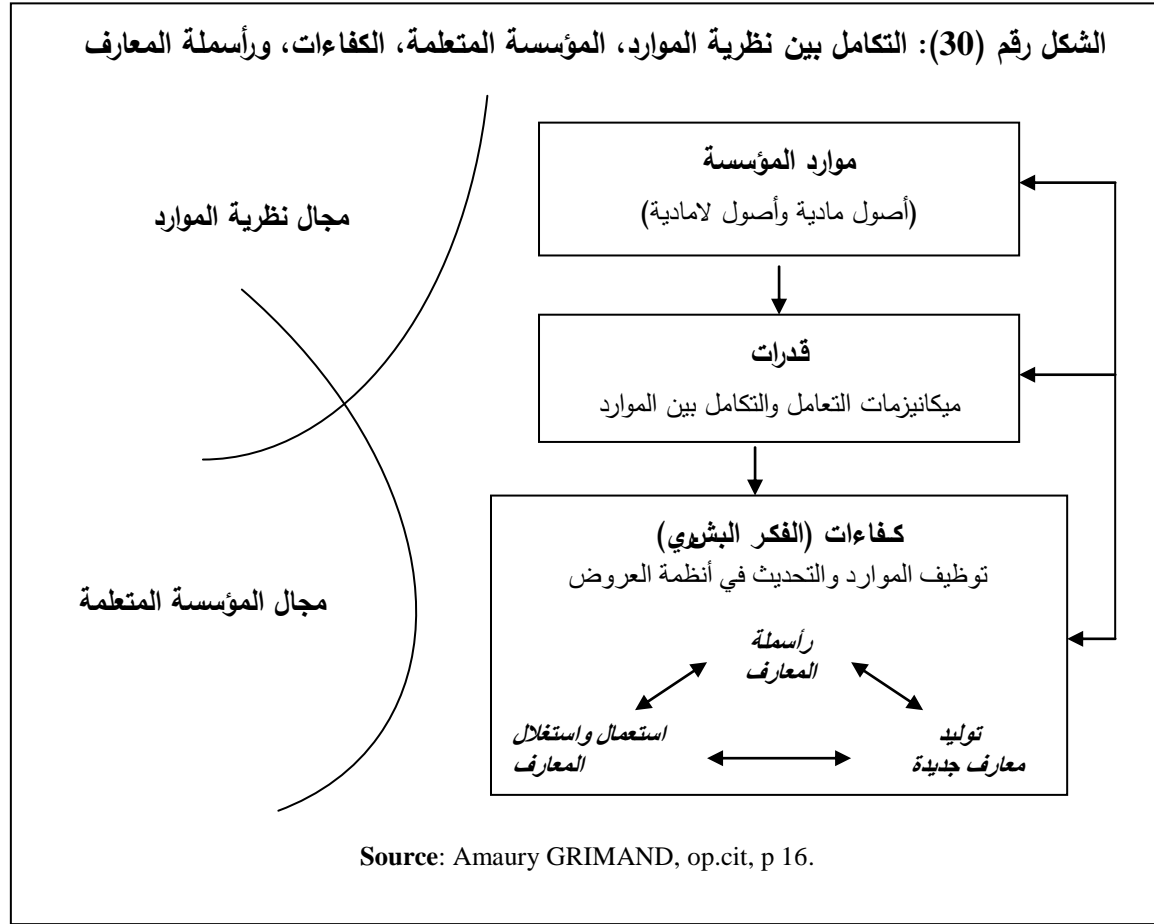 الشكل رقم (30): التكامل بين نظرية الموارد، المؤسسة المتعلمة، الكفاءات، ورأسملة المعارف
موارد المؤسسة
(أصول مادية وأصول لامادية)
مجال نظرية الموارد
قدرات
ميكانيزمات التعامل والتكامل بين الموارد
كفاءات (الفكر البشري)
توظيف الموارد والتحديث في أنظمة العروض
مجال المؤسسة المتعلمة
رأسملة
المعارف
توليد
معارف جديدة
استعمال واستغلال
المعارف
Source: Amaury GRIMAND, op.cit, p 16.